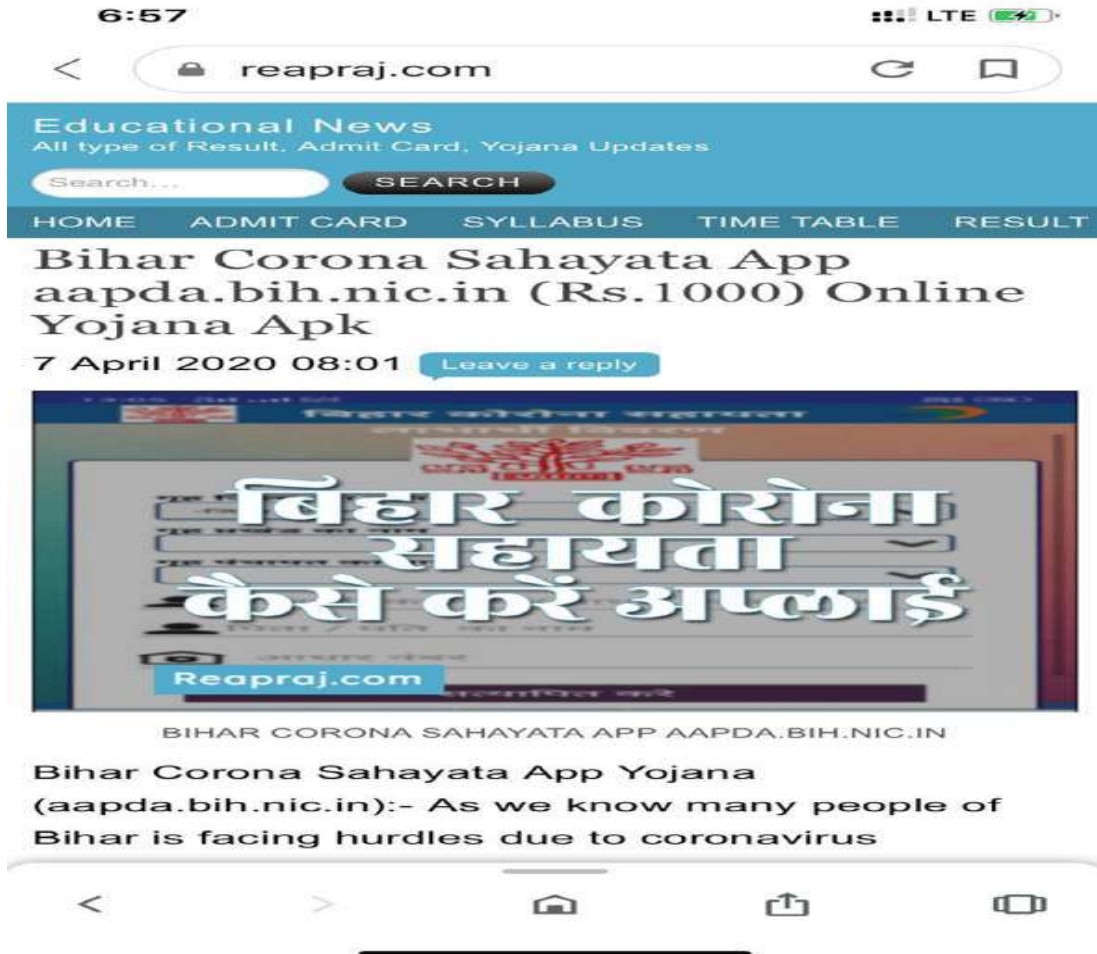 6:57
LTE
reapraj.com
Educational News
All type of Result, Admit Card, Yojana Updates
Search...
SEARCH
HOME ADMIT CARD SYLLABUS TIME TABLE RESULT
Bihar Corona Sahayata App
aapda.bih.nic.in (Rs.1000) Online
Yojana Apk
7 April 2020 08:01 Leave a reply
बिहार कोरोना सहायता
बिहार कोरोना
सहायता
कैसे करें अप्लाई
Reapraj.com
BIHAR CORONA SAHAYATA APP AAPDA.BIH.NIC.IN
Bihar Corona Sahayata App Yojana
(aapda.bih.nic.in):- As we know many people of
Bihar is facing hurdles due to coronavirus